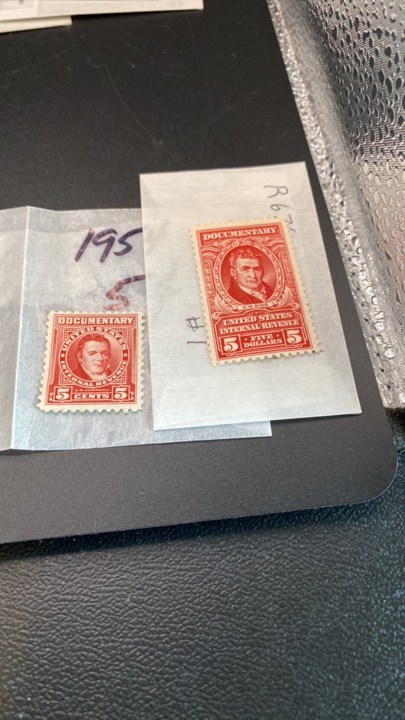 195
5
DOCUMENTARY
UNITED STATES
INTERNAL REVENUE
5 CENTS 5
R67
DOCUMENTARY
UNITED STATES
INTERNAL REVENUE
5 FIVE 5
DOLLARS
1#